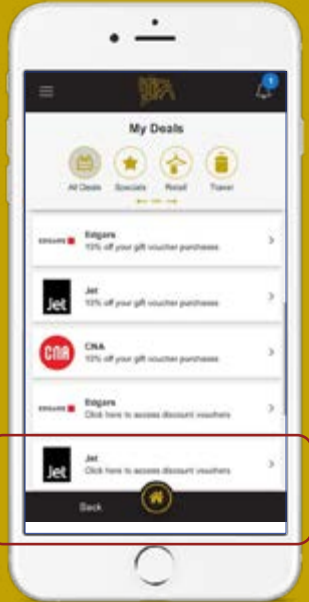 1
My Deals
All Deals Specials Retail Travel
EDGARS
Edgars
10% off your gift voucher purchases
Jet
Jet
10% off your gift voucher purchases
CNA
CNA
10% off your gift voucher purchases
EDGARS
Edgars
Click here to access discount vouchers
Jet
Jet
Click here to access discount vouchers
Back